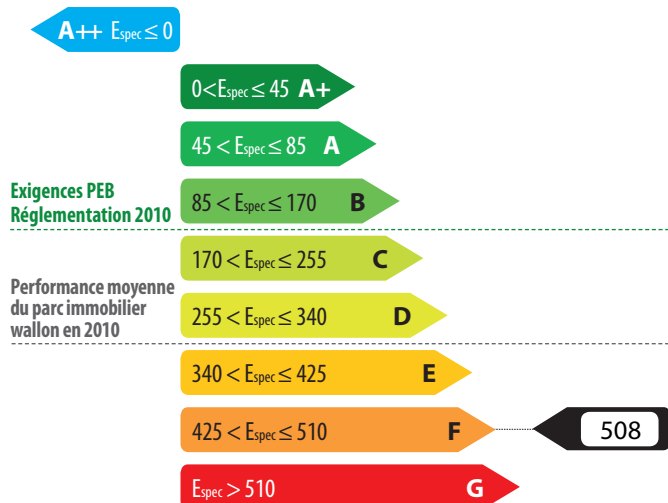 A++ Espec ≤ 0
0<Espec ≤ 45 A+
45 < Espec ≤ 85 A
Exigences PEB
Réglementation 2010
85 < Espec ≤ 170 B
170 < Espec ≤ 255 C
Performance moyenne
du parc immobilier
wallon en 2010
255 < Espec ≤ 340 D
340 < Espec ≤ 425 E
425 < Espec ≤ 510 F
508
Espec > 510 G